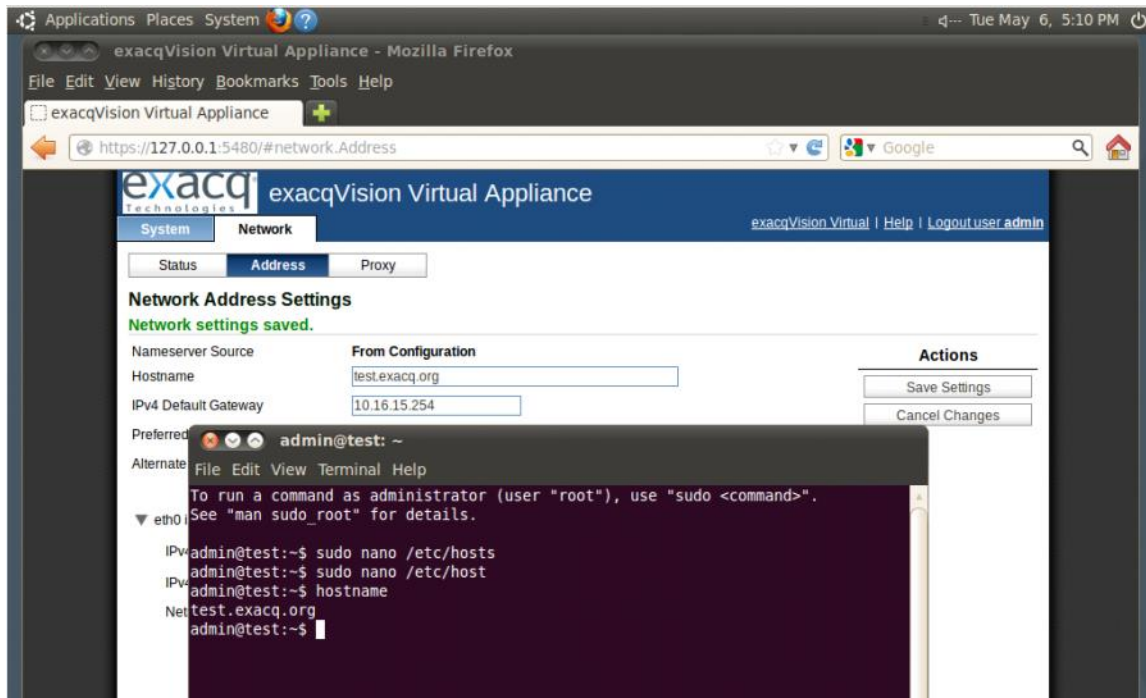 Applications Places System Tue May 6, 5:10 PM
exacqVision Virtual Appliance - Mozilla Firefox
File Edit View History Bookmarks Tools Help
exacqVision Virtual Appliance
https://127.0.0.1:5480/#network.Address Google
exacq exacqVision Virtual Appliance
Technologies
System Network exacqVision Virtual | Help | Logout user admin
Status Address Proxy
Network Address Settings
Network settings saved.
Nameserver Source From Configuration Actions
Hostname test.exacq.org Save Settings
IPv4 Default Gateway 10.16.15.254 Cancel Changes
Preferred
Alternate
eth0 i
IPv4
IPv4
Net
admin@test: ~
File Edit View Terminal Help
To run a command as administrator (user "root"), use "sudo <command>".
See "man sudo_root" for details.
admin@test:~$ sudo nano /etc/hosts
admin@test:~$ sudo nano /etc/host
admin@test:~$ hostname
test.exacq.org
admin@test:~$